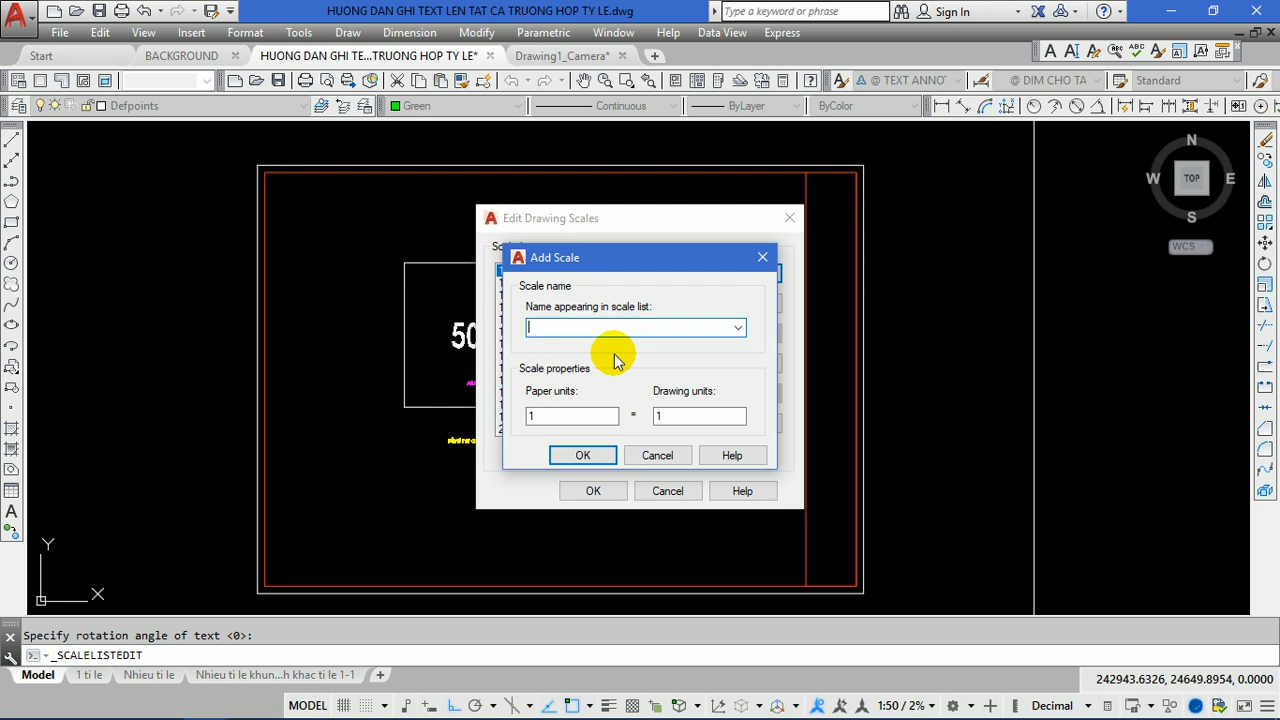 HUONG DAN GHI TEXT LEN TAT CA TRUONG HOP TY LE.dwg
Type a keyword or phrase
Sign In
File Edit View Insert Format Tools Draw Dimension Modify Parametric Window Help Data View Express
Start
BACKGROUND
HUONG DAN GHI TE...TRUONG HOP TY LE*
Drawing1_Camera*
@ TEXT ANNOT
@ DIM CHO TA
Standard
Defpoints
Green
Continuous
ByLayer
ByColor
N
W TOP E
S
WCS
Edit Drawing Scales
Add Scale
Scale name
Name appearing in scale list:
50
Scale properties
Paper units: Drawing units:
1 = 1
OK Cancel Help
OK Cancel Help
Y
X
Specify rotation angle of text <0>:
_SCALELISTEDIT
Model 1 ti le Nhieu ti le Nhieu ti le khun...h khac ti le 1-1
242943.6326, 24649.8954, 0.0000
MODEL
1:50 / 2%
Decimal